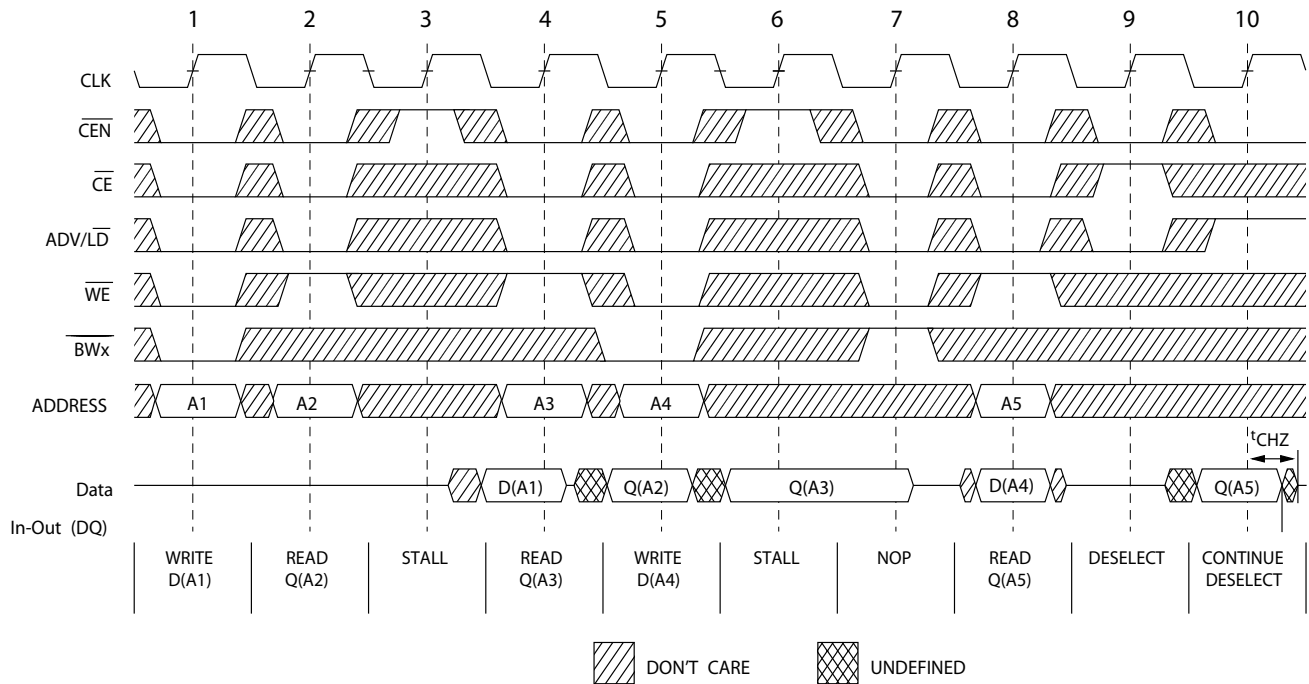 1 2 3 4 5 6 7 8 9 10
CLK
CEN
CE
ADV/LD
WE
BWx
ADDRESS A1 A2 A3 A4 A5
tCHZ
Data D(A1) Q(A2) Q(A3) D(A4) Q(A5)
In-Out (DQ)
WRITE READ STALL READ WRITE STALL NOP READ DESELECT CONTINUE
D(A1) Q(A2) Q(A3) D(A4) Q(A5) DESELECT
DON'T CARE UNDEFINED